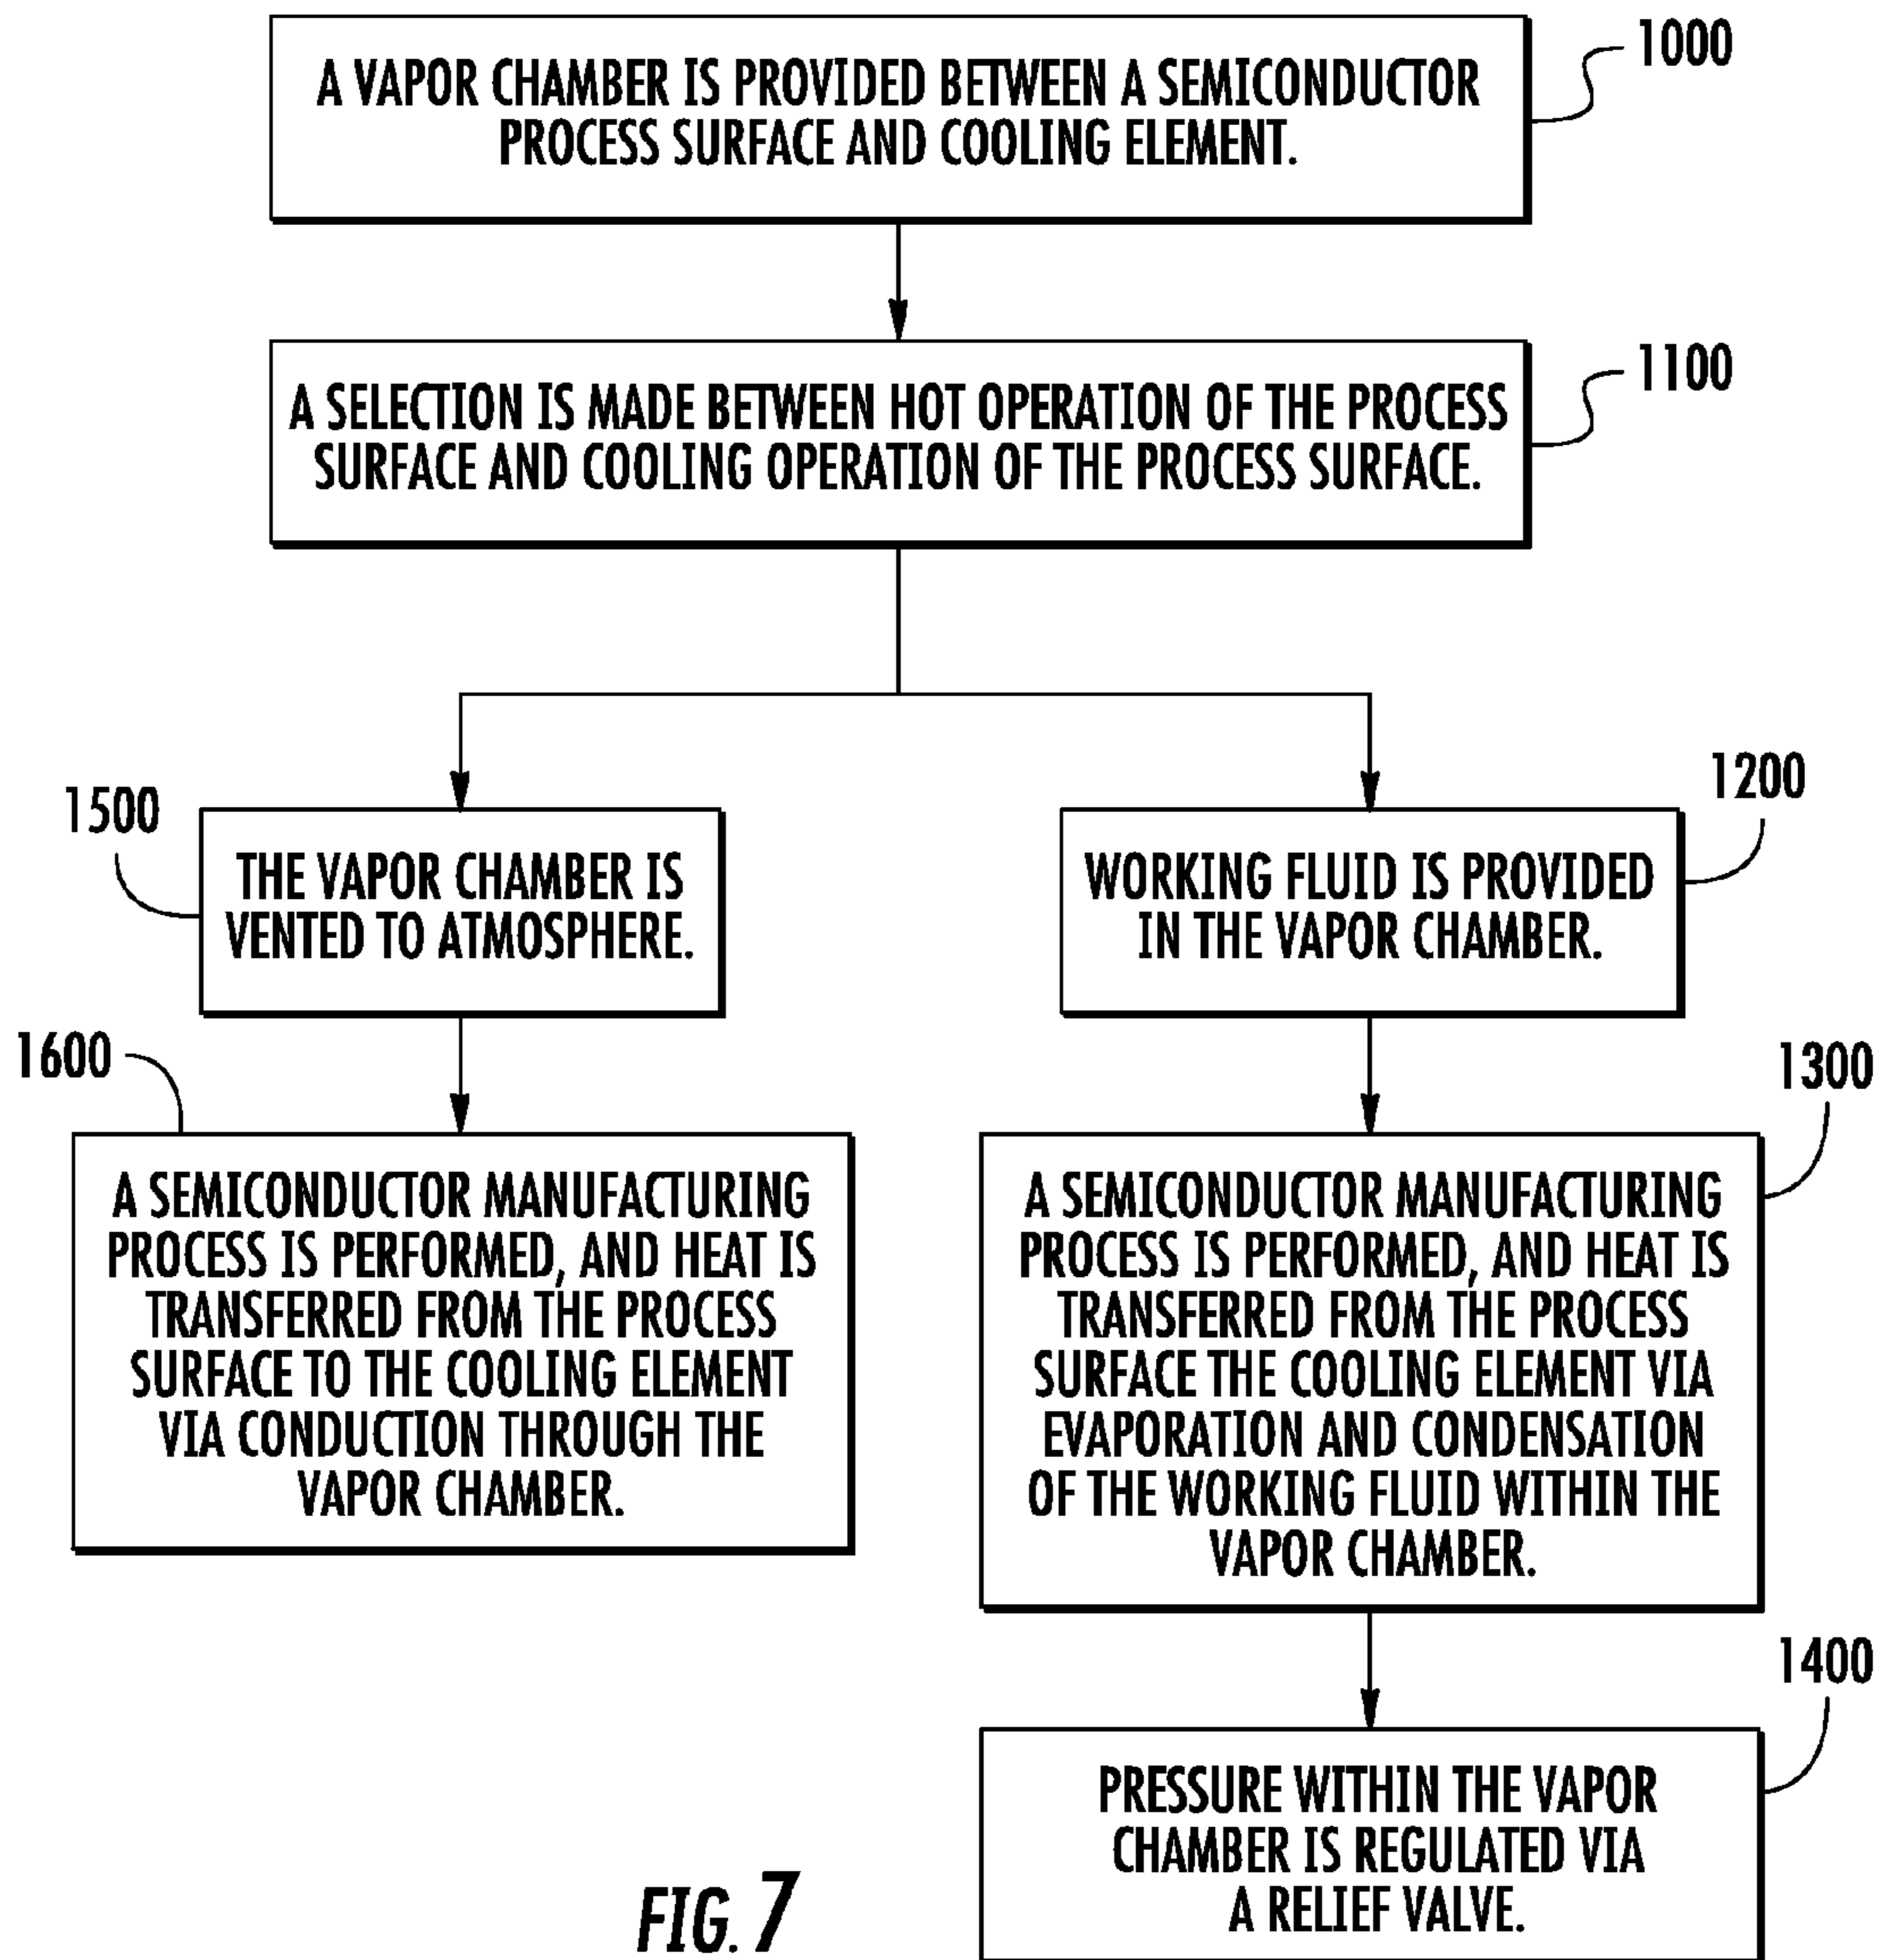 1000
A VAPOR CHAMBER IS PROVIDED BETWEEN A SEMICONDUCTOR
PROCESS SURFACE AND COOLING ELEMENT.
1100
A SELECTION IS MADE BETWEEN HOT OPERATION OF THE PROCESS
SURFACE AND COOLING OPERATION OF THE PROCESS SURFACE.
1500
THE VAPOR CHAMBER IS
VENTED TO ATMOSPHERE.
1600
A SEMICONDUCTOR MANUFACTURING
PROCESS IS PERFORMED, AND HEAT IS
TRANSFERRED FROM THE PROCESS
SURFACE TO THE COOLING ELEMENT
VIA CONDUCTION THROUGH THE
VAPOR CHAMBER.
1200
WORKING FLUID IS PROVIDED
IN THE VAPOR CHAMBER.
1300
A SEMICONDUCTOR MANUFACTURING
PROCESS IS PERFORMED, AND HEAT IS
TRANSFERRED FROM THE PROCESS
SURFACE THE COOLING ELEMENT VIA
EVAPORATION AND CONDENSATION
OF THE WORKING FLUID WITHIN THE
VAPOR CHAMBER.
1400
PRESSURE WITHIN THE VAPOR
CHAMBER IS REGULATED VIA
A RELIEF VALVE.
FIG. 7